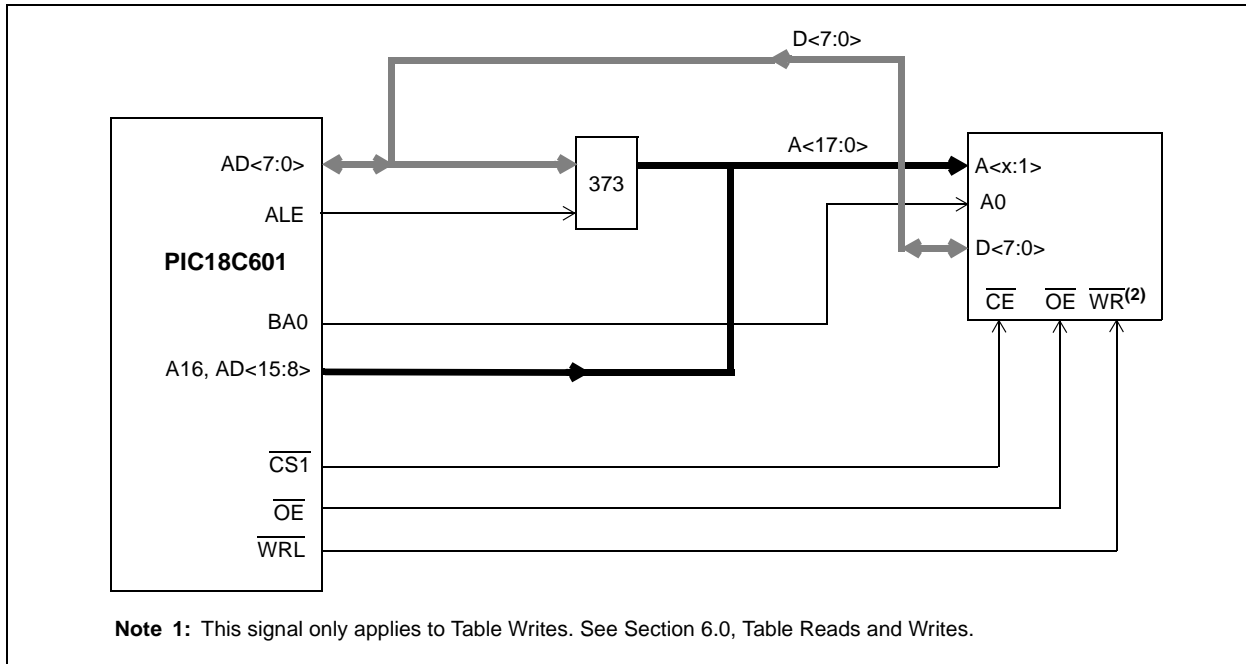 D<7:0>
AD<7:0>
373
A<17:0>
A<x:1>
ALE
A0
PIC18C601
D<7:0>
CE OE WR(2)
BA0
A16, AD<15:8>
CS1
OE
WRL
Note 1: This signal only applies to Table Writes. See Section 6.0, Table Reads and Writes.